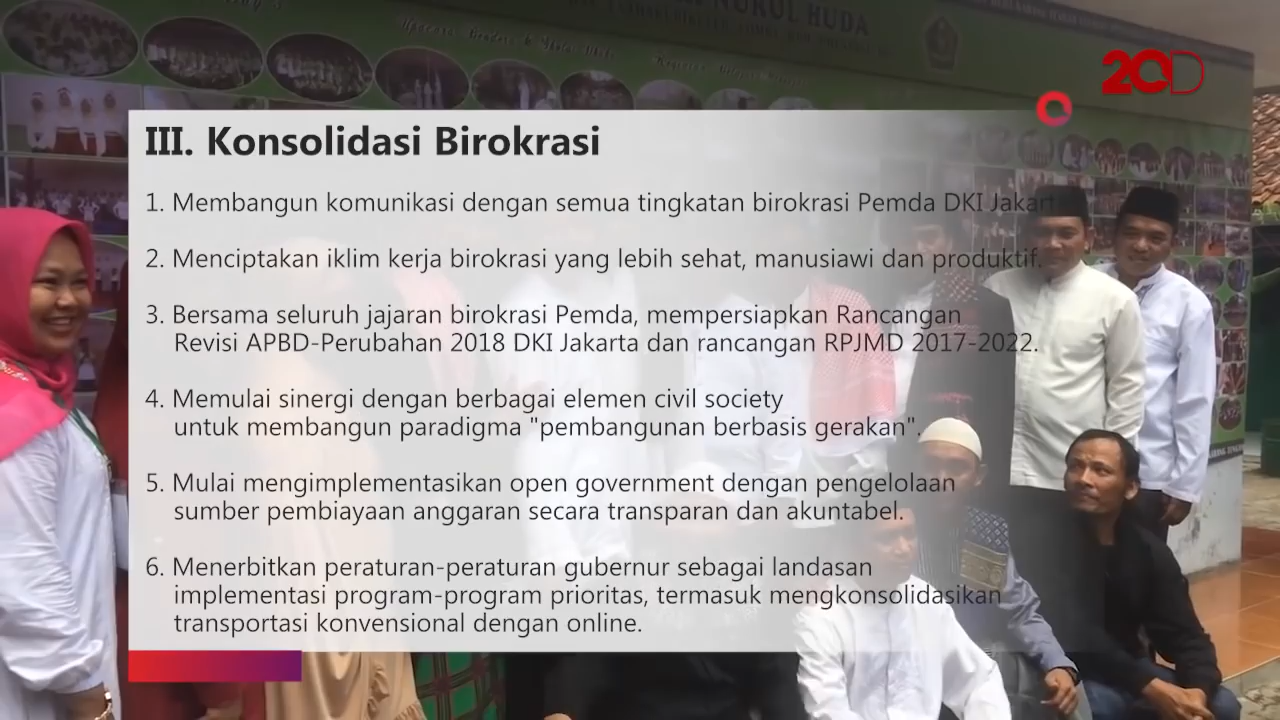 NURUL HUDA
20D
III. Konsolidasi Birokrasi
1. Membangun komunikasi dengan semua tingkatan birokrasi Pemda DKI Jakart
2. Menciptakan iklim kerja birokrasi yang lebih sehat, manusiawi dan produktif.
3. Bersama seluruh jajaran birokrasi Pemda, mempersiapkan Rancangan
Revisi APBD-Perubahan 2018 DKI Jakarta dan rancangan RPJMD 2017-2022.
4. Memulai sinergi dengan berbagai elemen civil society
untuk membangun paradigma "pembangunan berbasis gerakan".
5. Mulai mengimplementasikan open government dengan pengelolaan
sumber pembiayaan anggaran secara transparan dan akuntabel.
6. Menerbitkan peraturan-peraturan gubernur sebagai landasan
implementasi program-program prioritas, termasuk mengkonsolidasikan
transportasi konvensional dengan online.